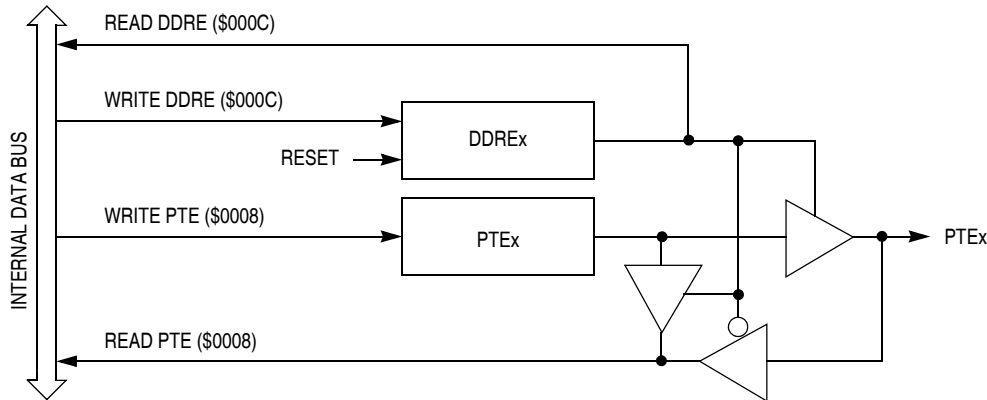 READ DDRE ($000C)
WRITE DDRE ($000C)
DDREx
RESET
INTERNAL DATA BUS
WRITE PTE ($0008)
PTEx
PTEx
READ PTE ($0008)